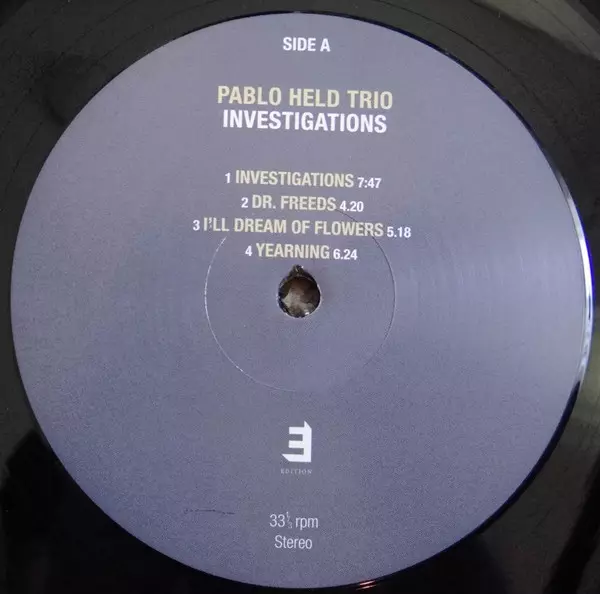 SIDE A
PABLO HELD TRIO
INVESTIGATIONS
1 INVESTIGATIONS 7:47
2 DR. FREEDS 4.20
3 I'LL DREAM OF FLOWERS 5.18
4 YEARNING 6.24
E
EDITION
33⅓ rpm
Stereo